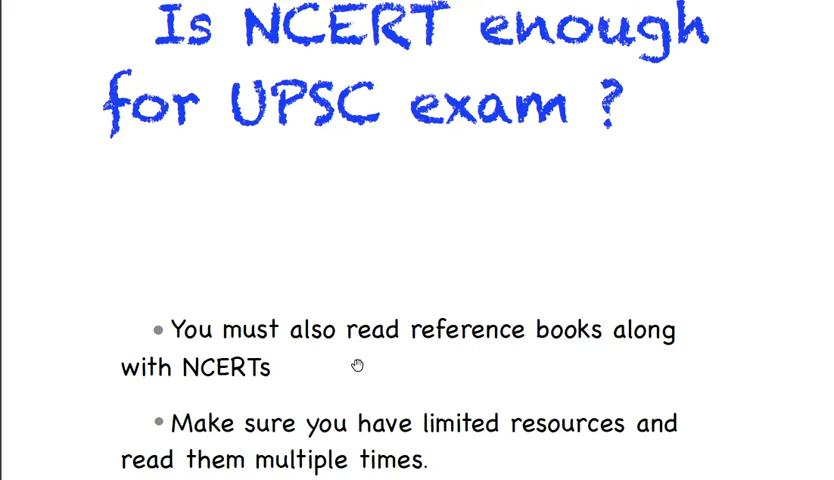 Is NCERT enough
for UPSC exam ?
• You must also read reference books along
with NCERTs
• Make sure you have limited resources and
read them multiple times.